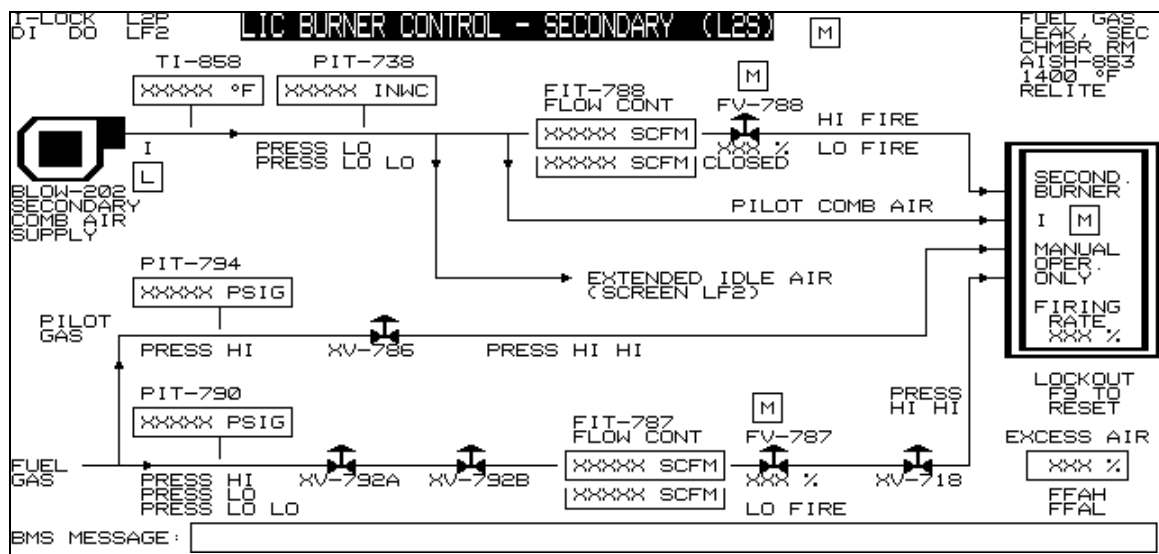 I-LOCK L2P
DI DO LF2
LIC BURNER CONTROL - SECONDARY (L2S)
M
FUEL GAS
LEAK, SEC
CHMBR RM
AISH-853
1400 °F
RELITE
TI-858
XXXXX °F
PIT-738
XXXXX INWC
M
FIT-788
FLOW CONT
XXXXX SCFM
XXXXX SCFM
FV-788
XXX %
CLOSED
HI FIRE
LO FIRE
I
L
PRESS LO
PRESS LO LO
BLOW-202
SECONDARY
COMB AIR
SUPPLY
PILOT COMB AIR
SECOND.
BURNER
I M
MANUAL
OPER.
ONLY
FIRING
RATE
XXX %
EXTENDED IDLE AIR
(SCREEN LF2)
PIT-794
XXXXX PSIG
PILOT
GAS
PRESS HI
XV-786
PRESS HI HI
LOCKOUT
F9 TO
RESET
PIT-790
XXXXX PSIG
FIT-787
FLOW CONT
XXXXX SCFM
XXXXX SCFM
M
FV-787
XXX %
LO FIRE
PRESS
HI HI
EXCESS AIR
XXX %
FFAH
FFAL
FUEL
GAS
PRESS HI
PRESS LO
PRESS LO LO
XV-792A
XV-792B
XV-718
BMS MESSAGE: